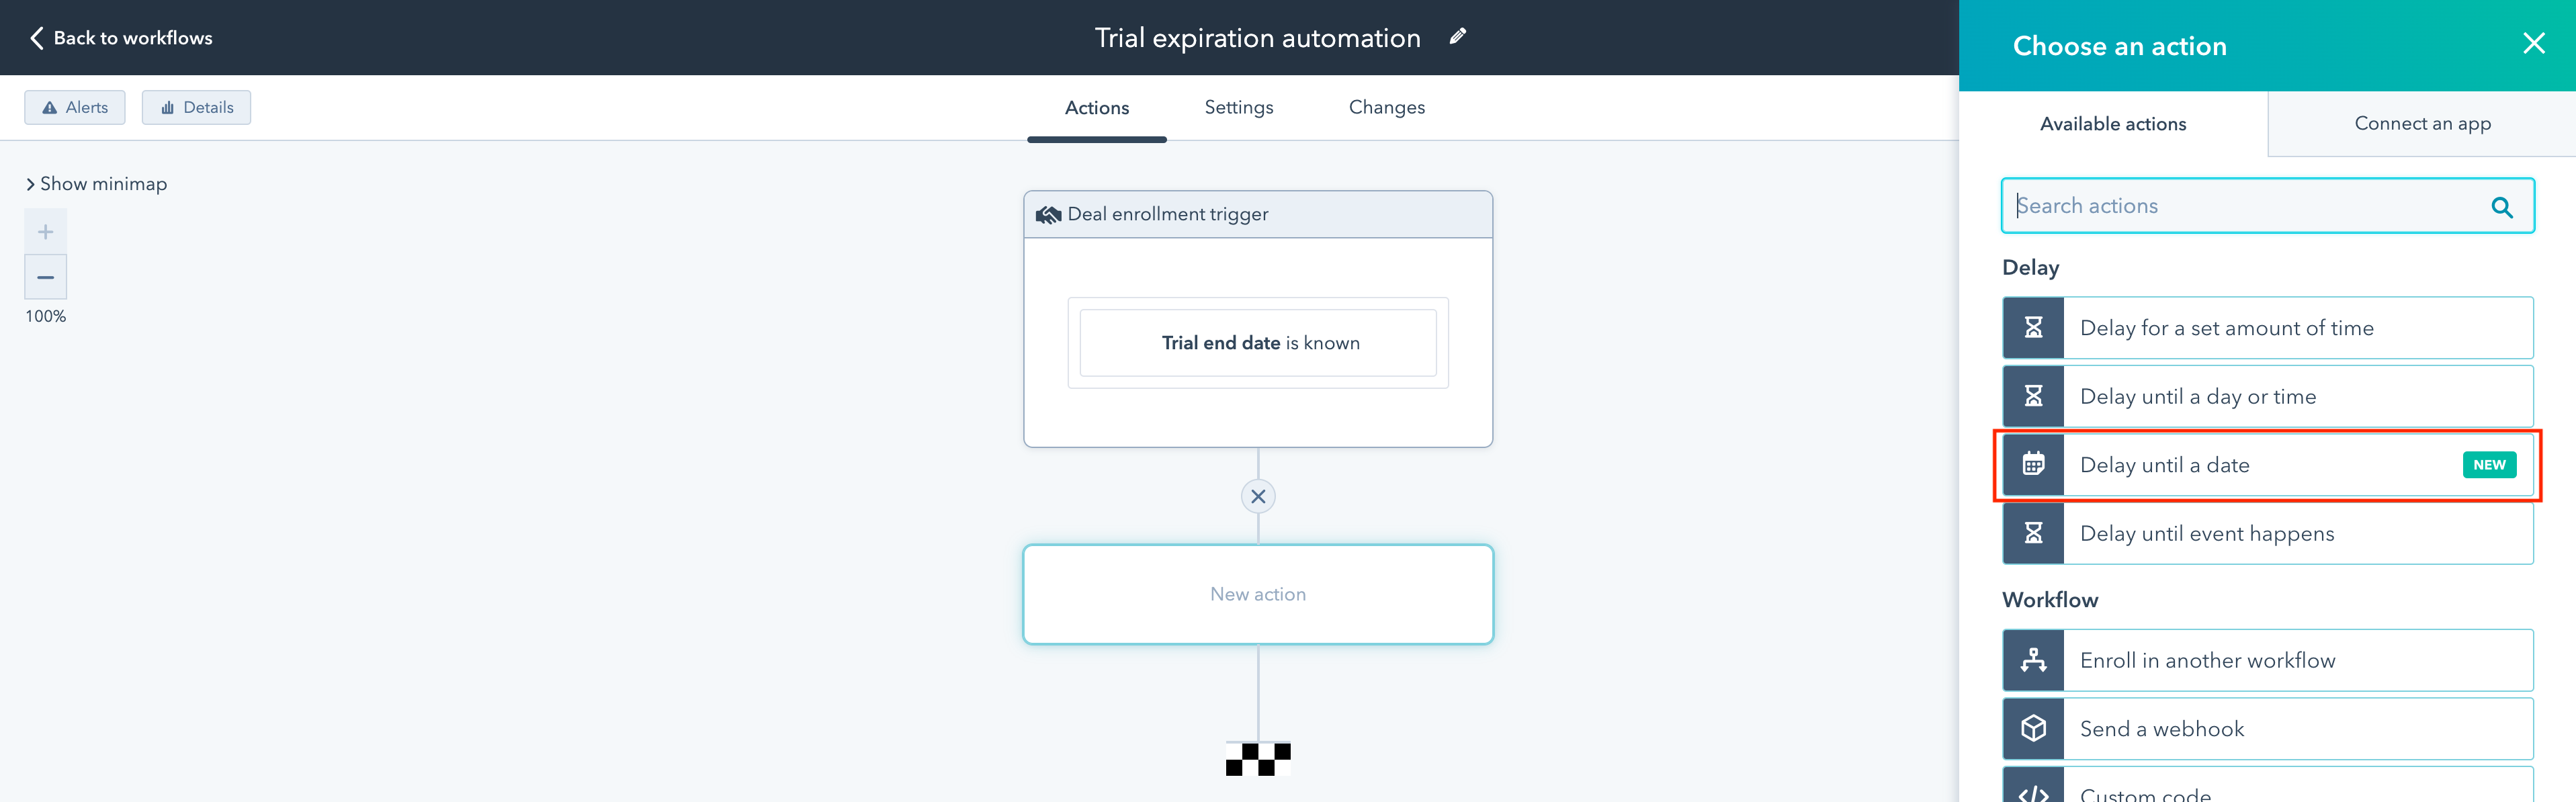 Back to workflows
Trial expiration automation
Alerts
Details
Actions
Settings
Changes
Show minimap
100%
Deal enrollment trigger
Trial end date is known
New action
Choose an action
Available actions
Connect an app
Search actions
Delay
Delay for a set amount of time
Delay until a day or time
Delay until a date NEW
Delay until event happens
Workflow
Enroll in another workflow
Send a webhook
Custom code